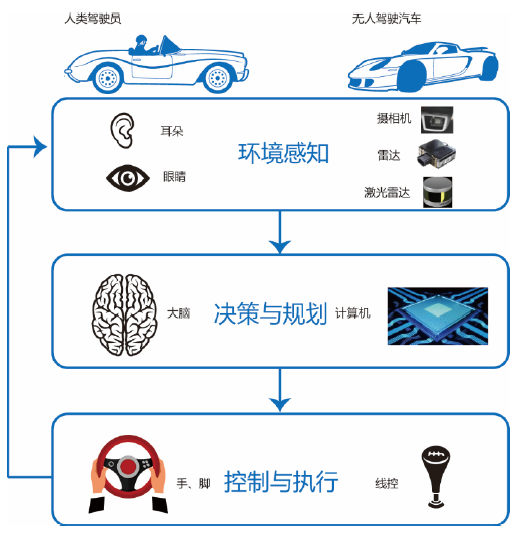 人类驾驶员
无人驾驶汽车
耳朵
眼睛
环境感知
摄相机
雷达
激光雷达
大脑
决策与规划
计算机
手、脚
控制与执行
线控